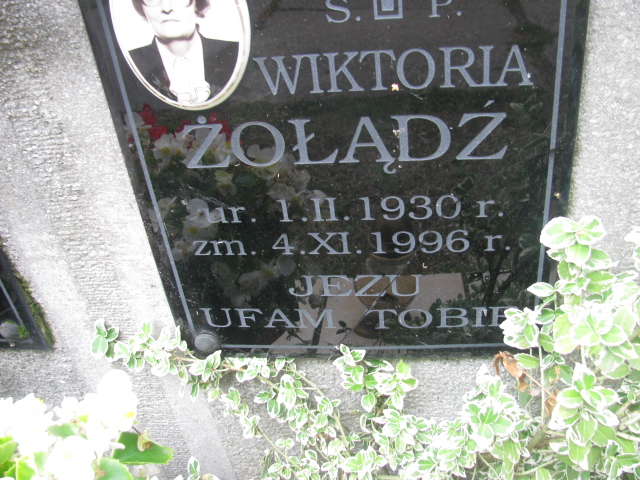 Ś. P.
WIKTORIA
ŻOŁĄDŹ
ur. 1.II.1930 r.
zm. 4.XI.1996 r.
JEZU
UFAM TOBIE